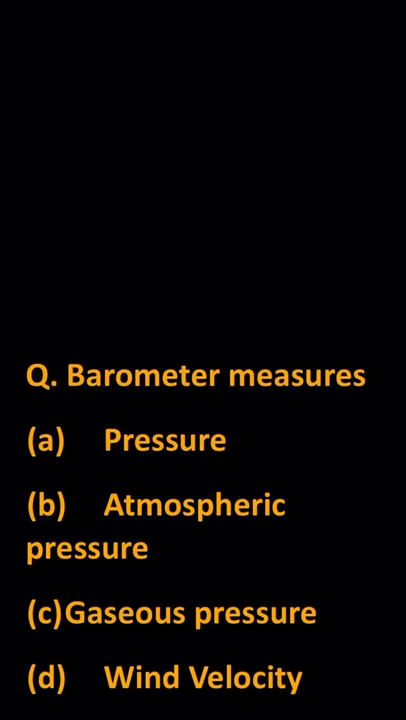 Q. Barometer measures
(a) Pressure
(b) Atmospheric
pressure
(c)Gaseous pressure
(d) Wind Velocity